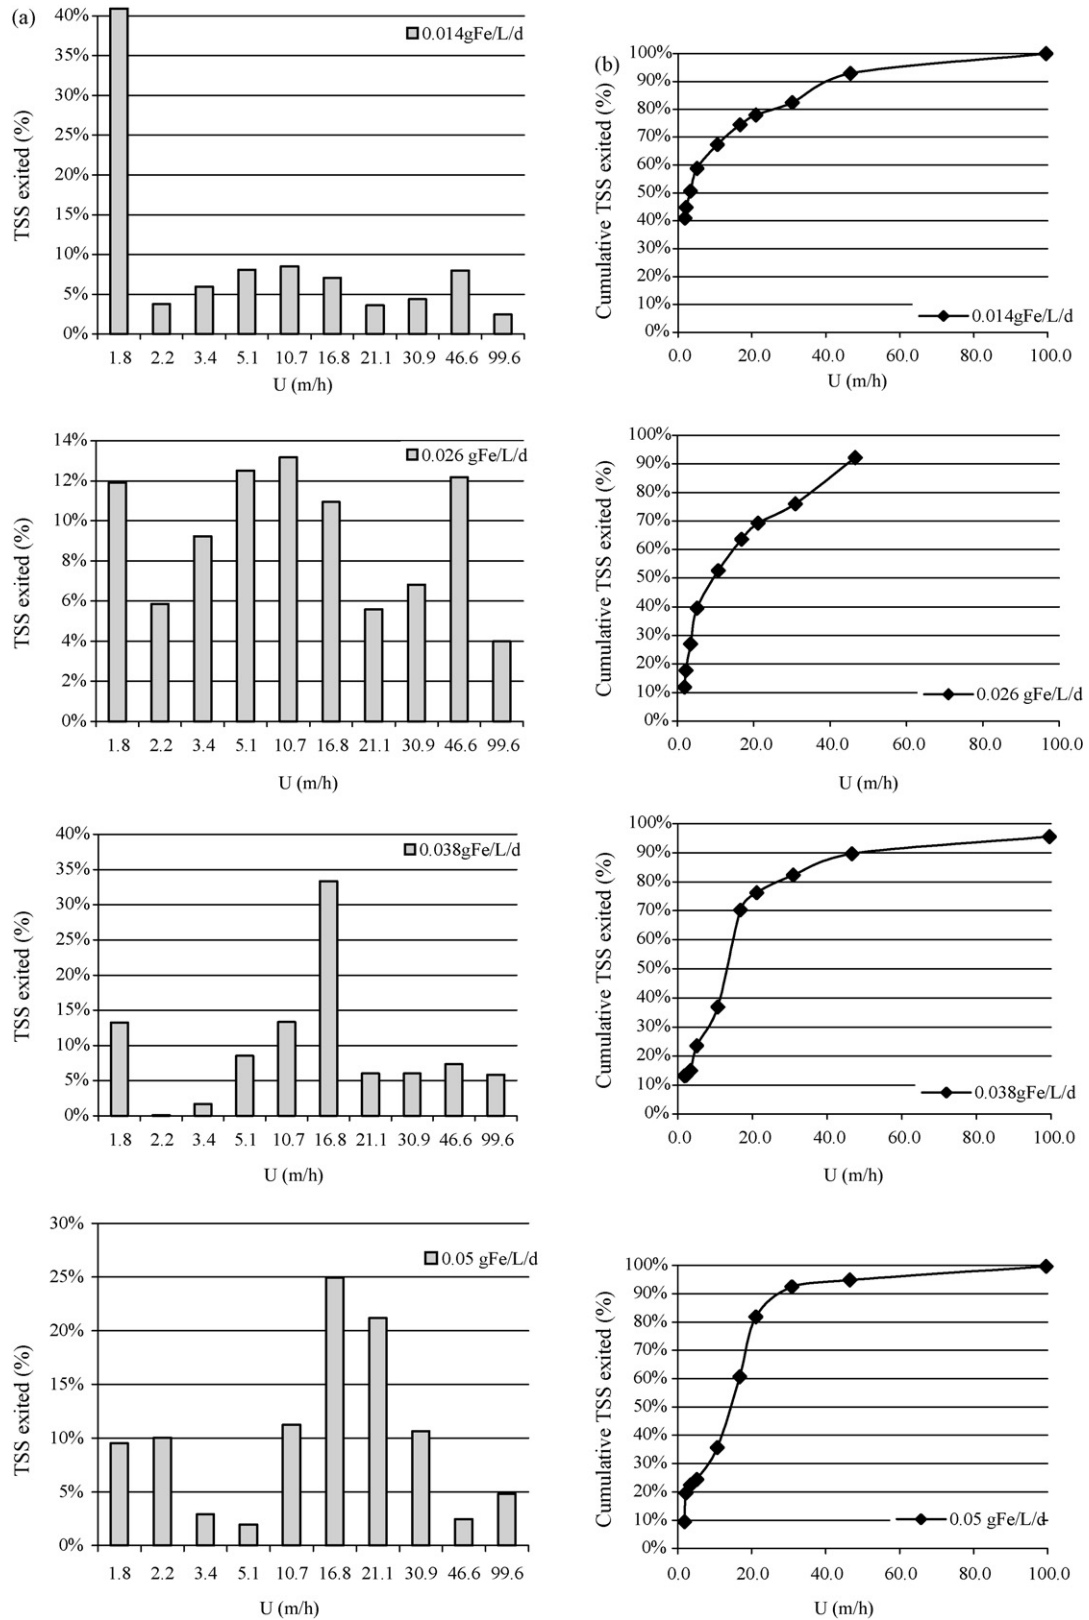 (a)
TSS exited (%)
40%
35%
30%
25%
20%
15%
10%
5%
0%
0.014gFe/L/d
1.8 2.2 3.4 5.1 10.7 16.8 21.1 30.9 46.6 99.6
U (m/h)
(b)
Cumulative TSS exited (%)
100%
90%
80%
70%
60%
50%
40%
30%
20%
10%
0%
0.014gFe/L/d
0.0 20.0 40.0 60.0 80.0 100.0
U (m/h)
TSS exited (%)
14%
12%
10%
8%
6%
4%
2%
0%
0.026 gFe/L/d
1.8 2.2 3.4 5.1 10.7 16.8 21.1 30.9 46.6 99.6
U (m/h)
Cumulative TSS exited (%)
100%
90%
80%
70%
60%
50%
40%
30%
20%
10%
0%
0.026 gFe/L/d
0.0 20.0 40.0 60.0 80.0 100.0
U (m/h)
TSS exited (%)
40%
35%
30%
25%
20%
15%
10%
5%
0%
0.038gFe/L/d
1.8 2.2 3.4 5.1 10.7 16.8 21.1 30.9 46.6 99.6
U (m/h)
Cumulative TSS exited (%)
100%
90%
80%
70%
60%
50%
40%
30%
20%
10%
0%
0.038gFe/L/d
0.0 20.0 40.0 60.0 80.0 100.0
U (m/h)
TSS exited (%)
30%
25%
20%
15%
10%
5%
0%
0.05 gFe/L/d
1.8 2.2 3.4 5.1 10.7 16.8 21.1 30.9 46.6 99.6
U (m/h)
Cumulative TSS exited (%)
100%
90%
80%
70%
60%
50%
40%
30%
20%
10%
0%
0.05 gFe/L/d
0.0 20.0 40.0 60.0 80.0 100.0
U (m/h)